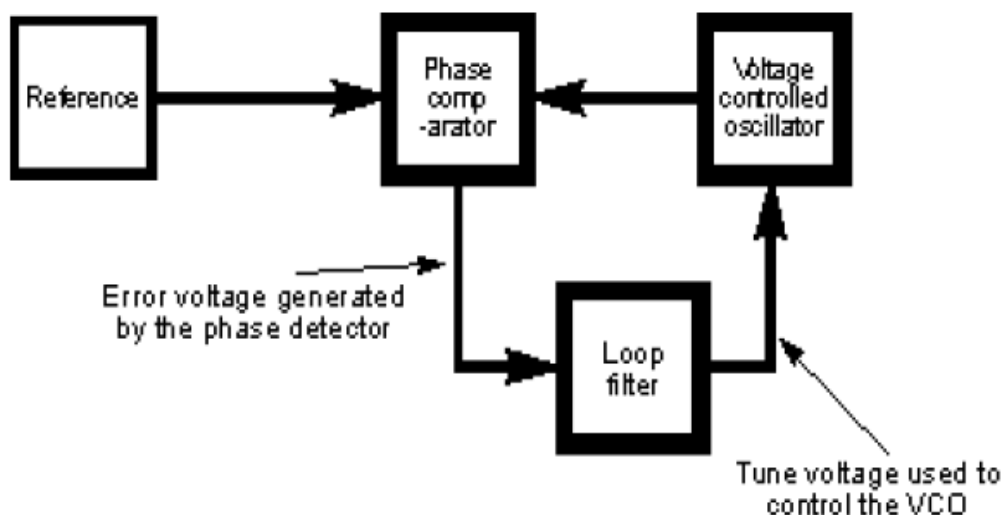 Reference
Phase
comp
-arator
Voltage
controlled
oscillator
Error voltage generated
by the phase detector
Loop
filter
Tune voltage used to
control the VCO